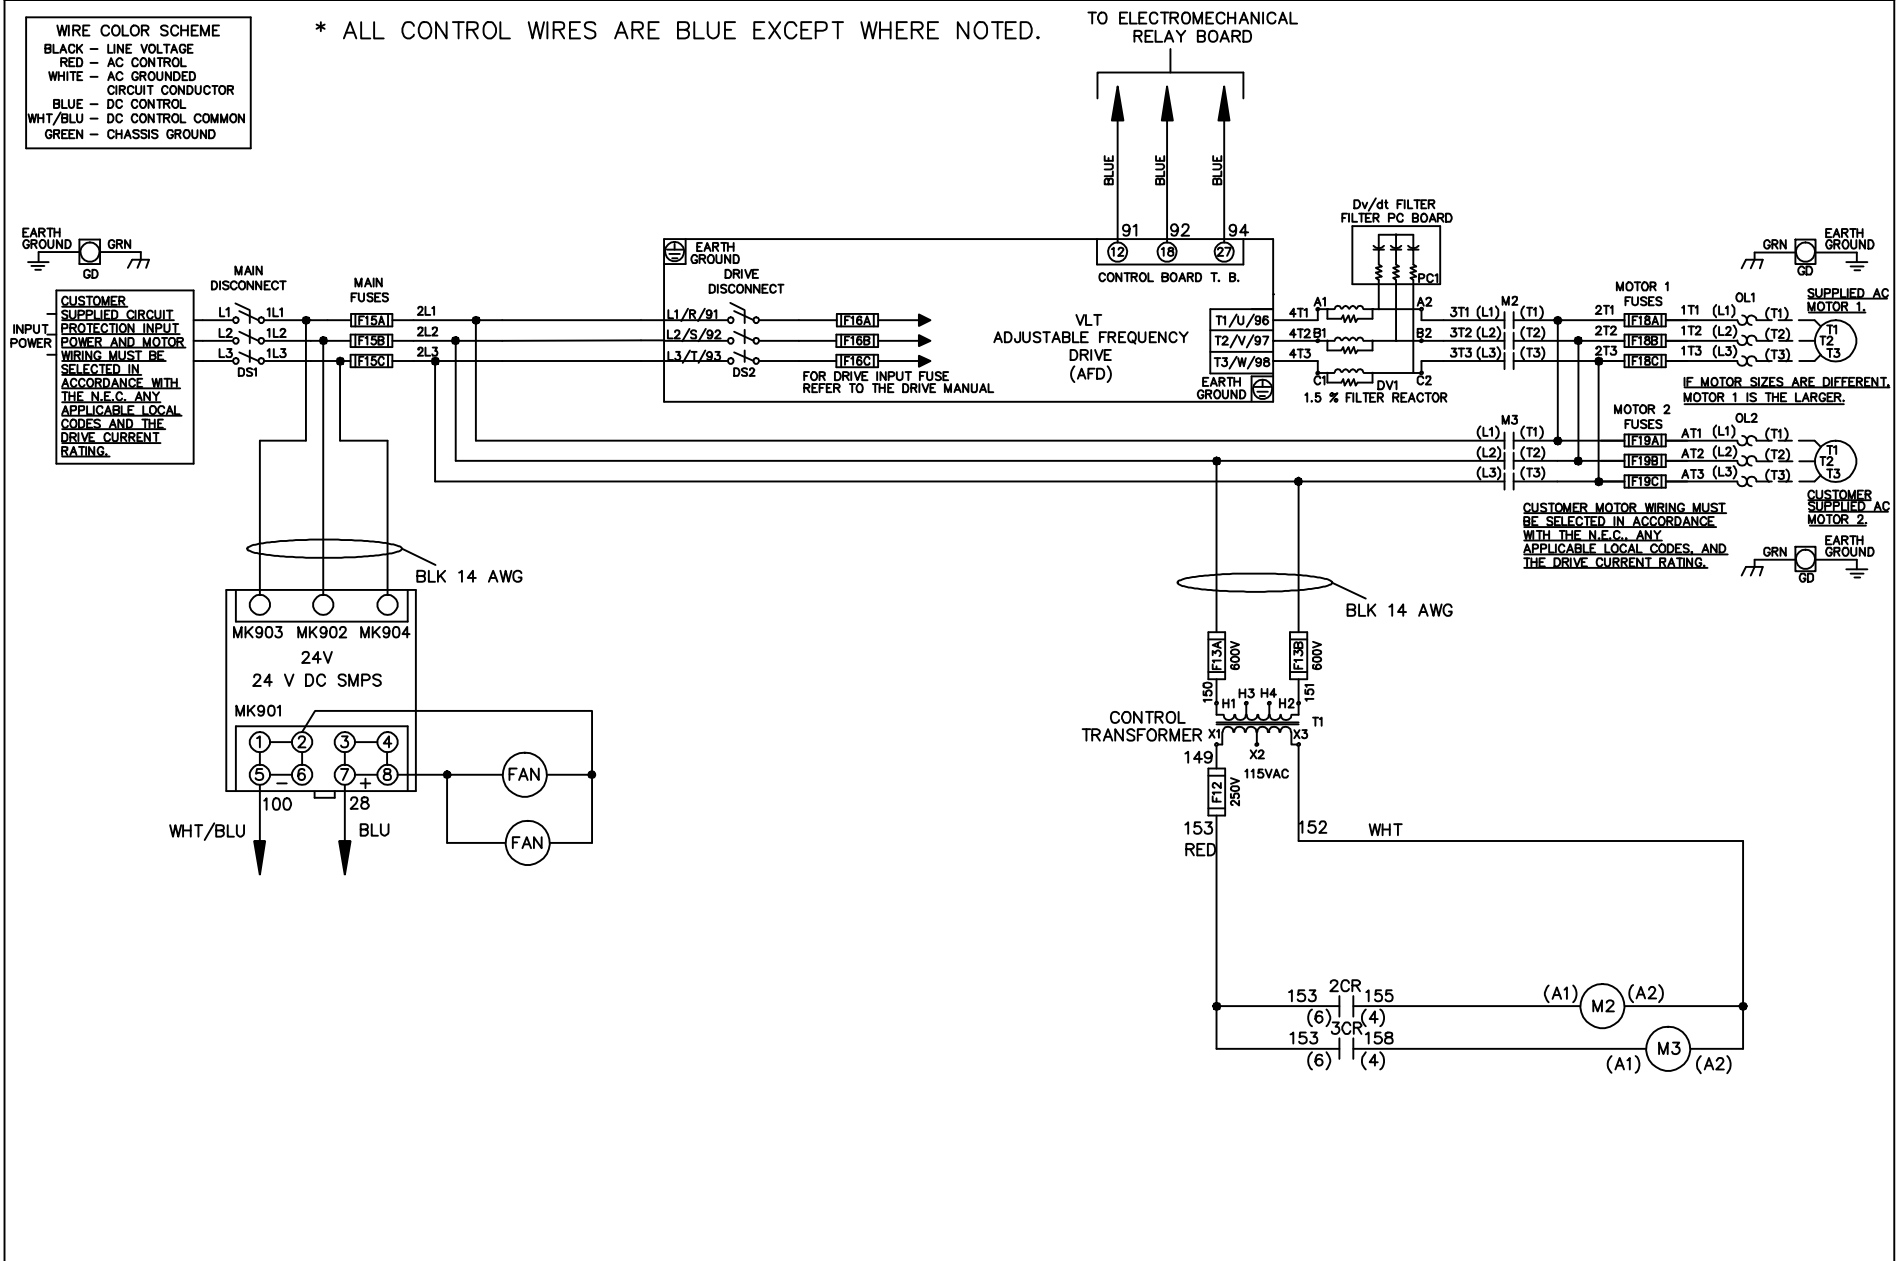 WIRE COLOR SCHEME
BLACK – LINE VOLTAGE
RED – AC CONTROL
WHITE – AC GROUNDED
CIRCUIT CONDUCTOR
BLUE – DC CONTROL
WHT/BLU – DC CONTROL COMMON
GREEN – CHASSIS GROUND
* ALL CONTROL WIRES ARE BLUE EXCEPT WHERE NOTED.
TO ELECTROMECHANICAL
RELAY BOARD
BLUE
BLUE
BLUE
91 92 94
12 18 27
CONTROL BOARD T. B.
EARTH
GROUND
GRN
GD
INPUT
POWER
CUSTOMER
SUPPLIED CIRCUIT
PROTECTION INPUT
POWER AND MOTOR
WIRING MUST BE
SELECTED IN
ACCORDANCE WITH
THE N.E.C. ANY
APPLICABLE LOCAL
CODES AND THE
DRIVE CURRENT
RATING.
MAIN
DISCONNECT
L1 1L1
L2 1L2
L3 1L3
DS1
MAIN
FUSES
F15A 2L1
F15B 2L2
F15C 2L3
EARTH
GROUND
DRIVE
DISCONNECT
L1/R/91
L2/S/92
L3/T/93
DS2
F16A
F16B
F16C
FOR DRIVE INPUT FUSE
REFER TO THE DRIVE MANUAL
VLT
ADJUSTABLE FREQUENCY
DRIVE
(AFD)
T1/U/96
T2/V/97
T3/W/98
EARTH
GROUND
4T1 A1 A2
4T2 B1 B2
4T3
C1 C2
DV1
1.5 % FILTER REACTOR
Dv/dt FILTER
FILTER PC BOARD
PC1
M2
3T1 (L1) (T1)
3T2 (L2) (T2)
3T3 (L3) (T3)
MOTOR 1
FUSES
2T1 F18A 1T1 (L1) (T1)
2T2 F18B 1T2 (L2) (T2)
2T3 F18C 1T3 (L3) (T3)
OL1
GRN
GD
EARTH
GROUND
SUPPLIED AC
MOTOR 1.
T1
T2
T3
IF MOTOR SIZES ARE DIFFERENT,
MOTOR 1 IS THE LARGER.
M3
(L1) (T1)
(L2) (T2)
(L3) (T3)
MOTOR 2
FUSES
OL2
F19A AT1 (L1) (T1)
F19B AT2 (L2) (T2)
F19C AT3 (L3) (T3)
T1
T2
T3
CUSTOMER
SUPPLIED AC
MOTOR 2.
CUSTOMER MOTOR WIRING MUST
BE SELECTED IN ACCORDANCE
WITH THE N.E.C., ANY
APPLICABLE LOCAL CODES, AND
THE DRIVE CURRENT RATING.
GRN
GD
EARTH
GROUND
BLK 14 AWG
MK903 MK902 MK904
24V
24 V DC SMPS
MK901
1 2 3 4
5 – 6 7 + 8
100 28
WHT/BLU BLU
FAN
FAN
BLK 14 AWG
F13A
600V
F13B
600V
150
151
H1 H3 H4 H2
T1
CONTROL
TRANSFORMER
X1 X2 X3
149
115VAC
F12
250V
153
RED
152 WHT
153 2CR 155
(6) (4)
(A1) M2 (A2)
153 3CR 158
(6) (4)
(A1) M3 (A2)